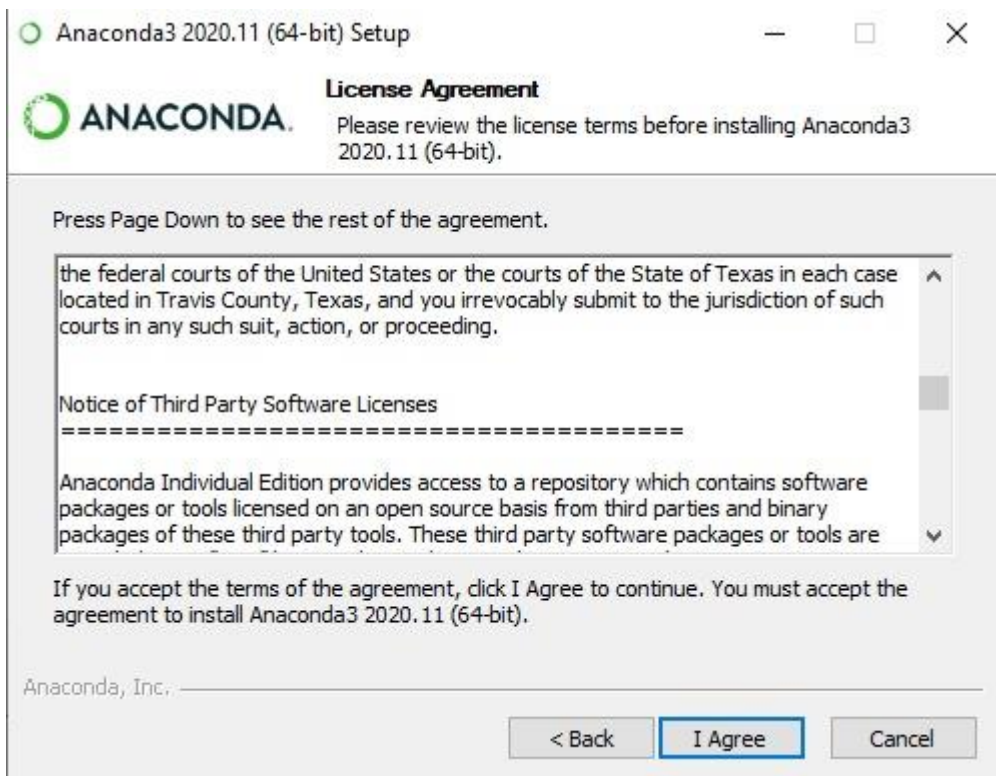 Anaconda3 2020.11 (64-bit) Setup
ANACONDA.
License Agreement
Please review the license terms before installing Anaconda3
2020.11 (64-bit).
Press Page Down to see the rest of the agreement.
the federal courts of the United States or the courts of the State of Texas in each case
located in Travis County, Texas, and you irrevocably submit to the jurisdiction of such
courts in any such suit, action, or proceeding.
Notice of Third Party Software Licenses
=======================================
Anaconda Individual Edition provides access to a repository which contains software
packages or tools licensed on an open source basis from third parties and binary
packages of these third party tools. These third party software packages or tools are
If you accept the terms of the agreement, click I Agree to continue. You must accept the
agreement to install Anaconda3 2020.11 (64-bit).
Anaconda, Inc.
< Back
I Agree
Cancel